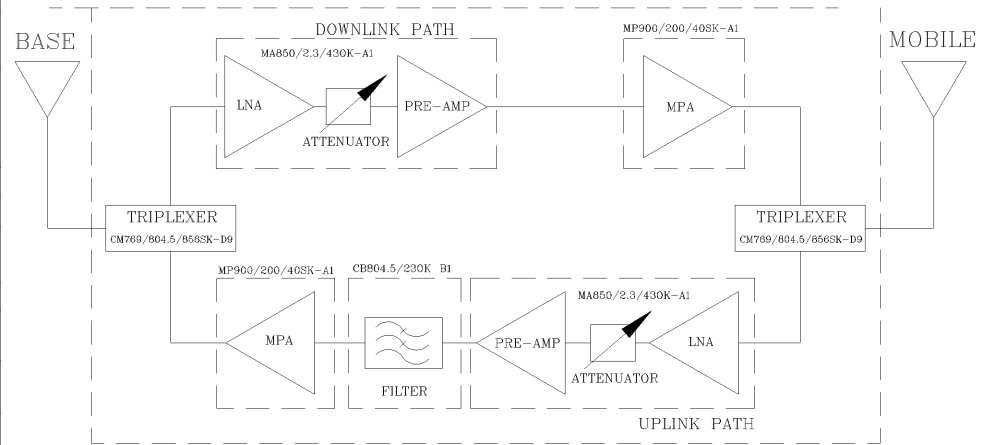 DOWNLINK PATH
MP900/200/40SK-A1
BASE
MOBILE
MA850/2.3/430K-A1
LNA
PRE-AMP
MPA
ATTENUATOR
TRIPLEXER
CM769/804.5/856SK-D9
TRIPLEXER
CM769/804.5/856SK-D9
MP900/200/40SK-A1
CB804.5/230K B1
MA850/2.3/430K-A1
MPA
PRE-AMP
LNA
ATTENUATOR
FILTER
UPLINK PATH